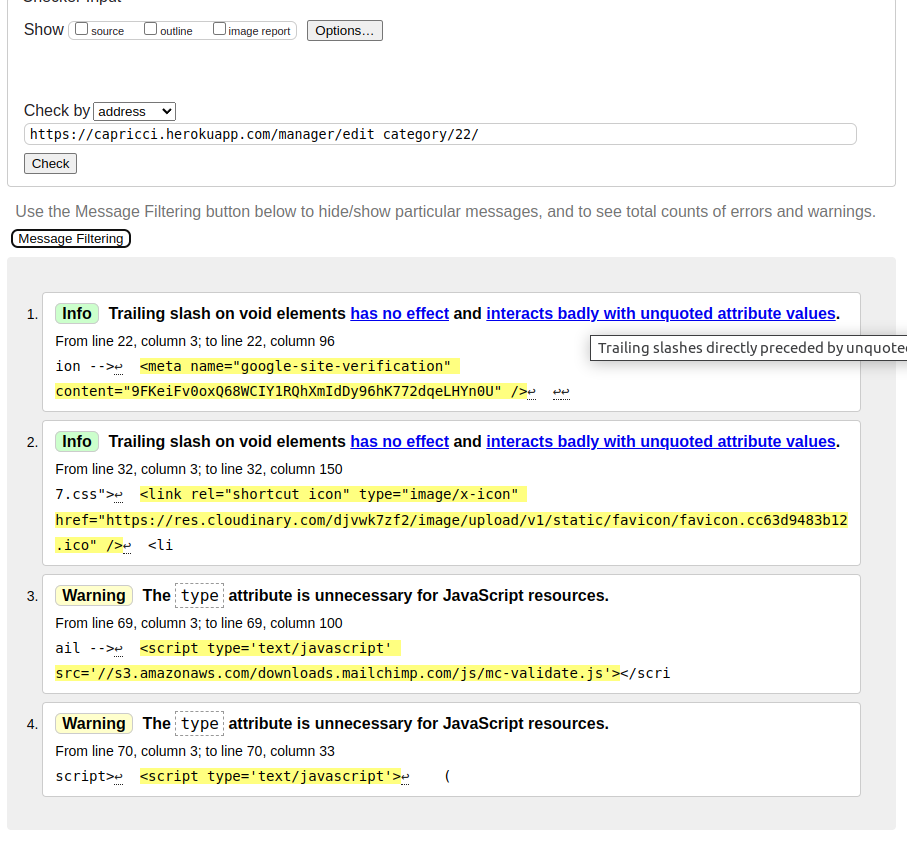 Checker Input
Show source outline image report Options…
Check by address
https://capricci.herokuapp.com/manager/edit_category/22/
Check
Use the Message Filtering button below to hide/show particular messages, and to see total counts of errors and warnings.
Message Filtering
1. Info Trailing slash on void elements has no effect and interacts badly with unquoted attribute values.
From line 22, column 3; to line 22, column 96
Trailing slashes directly preceded by unquote
ion -->↩ <meta name="google-site-verification"
content="9FKeiFv0oxQ68WCIY1RQhXmIdDy96hK772dqeLHYn0U" />↩ ↩↩
2. Info Trailing slash on void elements has no effect and interacts badly with unquoted attribute values.
From line 32, column 3; to line 32, column 150
7.css">↩ <link rel="shortcut icon" type="image/x-icon"
href="https://res.cloudinary.com/djvwk7zf2/image/upload/v1/static/favicon/favicon.cc63d9483b12
.ico" />↩ <li
3. Warning The type attribute is unnecessary for JavaScript resources.
From line 69, column 3; to line 69, column 100
ail -->↩ <script type='text/javascript'
src='//s3.amazonaws.com/downloads.mailchimp.com/js/mc-validate.js'></scri
4. Warning The type attribute is unnecessary for JavaScript resources.
From line 70, column 3; to line 70, column 33
script>↩ <script type='text/javascript'>↩ (